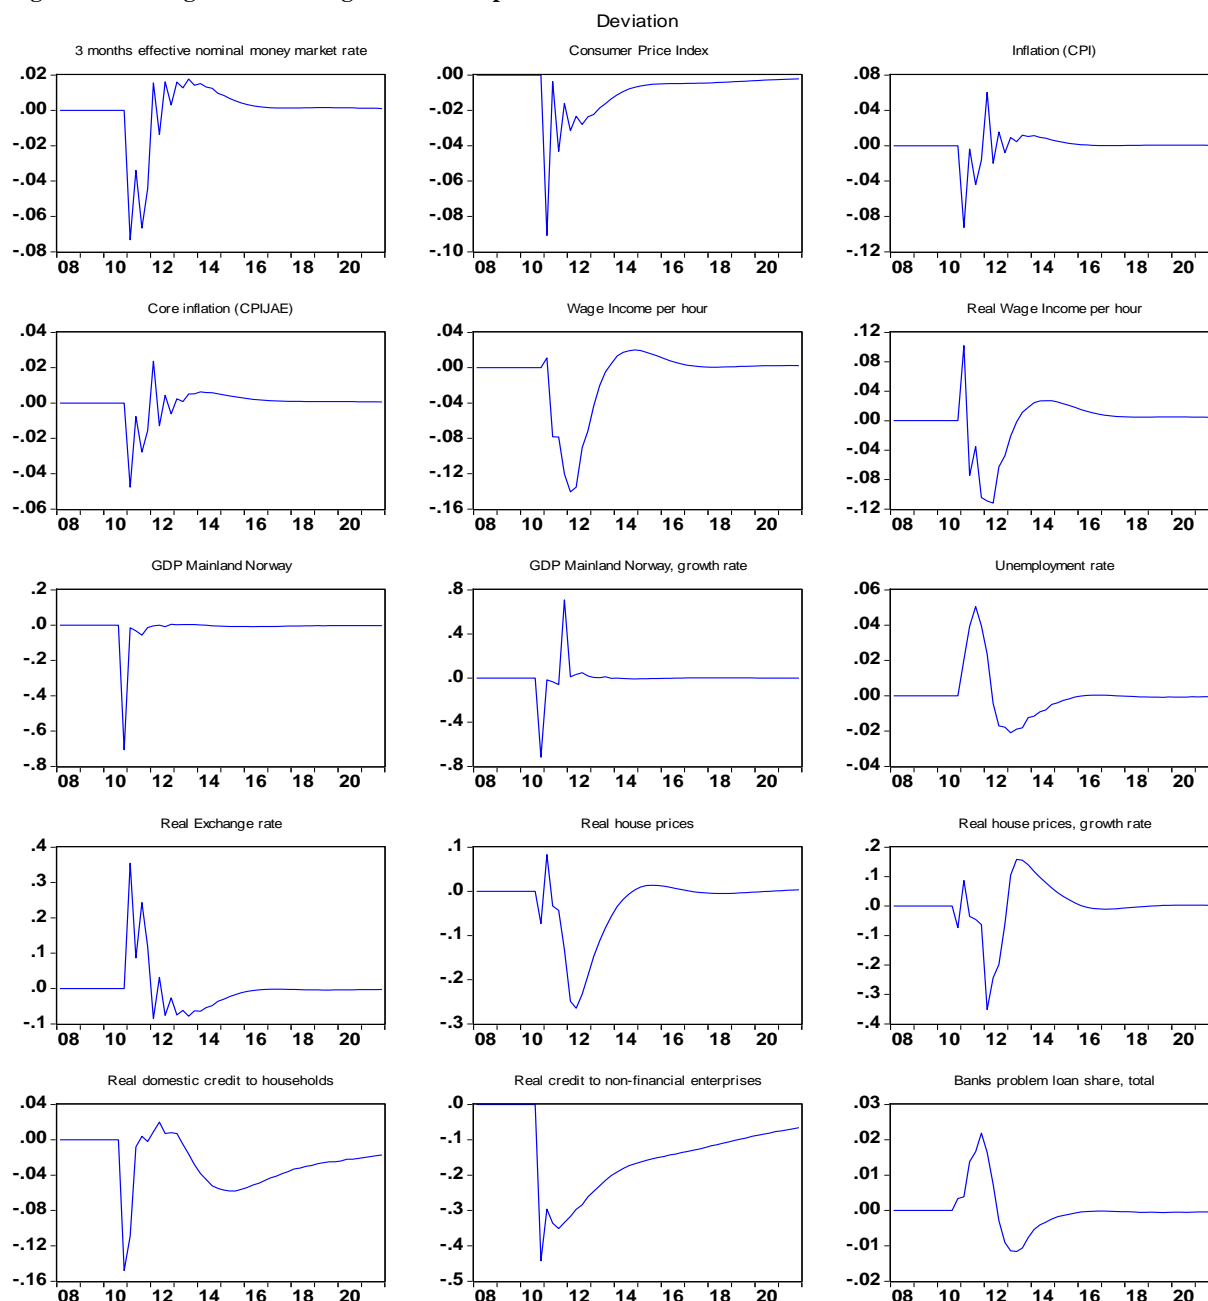 Deviation
3 months effective nominal money market rate
Consumer Price Index
Inflation (CPI)
.02
.00
-.02
-.04
-.06
-.08
08 10 12 14 16 18 20
.00
-.02
-.04
-.06
-.08
-.10
08 10 12 14 16 18 20
.08
.04
.00
-.04
-.08
-.12
08 10 12 14 16 18 20
Core inflation (CPIJAE)
Wage Income per hour
Real Wage Income per hour
.04
.02
.00
-.02
-.04
-.06
08 10 12 14 16 18 20
.04
.00
-.04
-.08
-.12
-.16
08 10 12 14 16 18 20
.12
.08
.04
.00
-.04
-.08
-.12
08 10 12 14 16 18 20
GDP Mainland Norway
GDP Mainland Norway, growth rate
Unemployment rate
.2
.0
-.2
-.4
-.6
-.8
08 10 12 14 16 18 20
.8
.4
.0
-.4
-.8
08 10 12 14 16 18 20
.06
.04
.02
.00
-.02
-.04
08 10 12 14 16 18 20
Real Exchange rate
Real house prices
Real house prices, growth rate
.4
.3
.2
.1
.0
-.1
08 10 12 14 16 18 20
.1
.0
-.1
-.2
-.3
08 10 12 14 16 18 20
.2
.1
.0
-.1
-.2
-.3
-.4
08 10 12 14 16 18 20
Real domestic credit to households
Real credit to non-financial enterprises
Banks problem loan share, total
.04
.00
-.04
-.08
-.12
-.16
08 10 12 14 16 18 20
.0
-.1
-.2
-.3
-.4
-.5
08 10 12 14 16 18 20
.03
.02
.01
.00
-.01
-.02
08 10 12 14 16 18 20